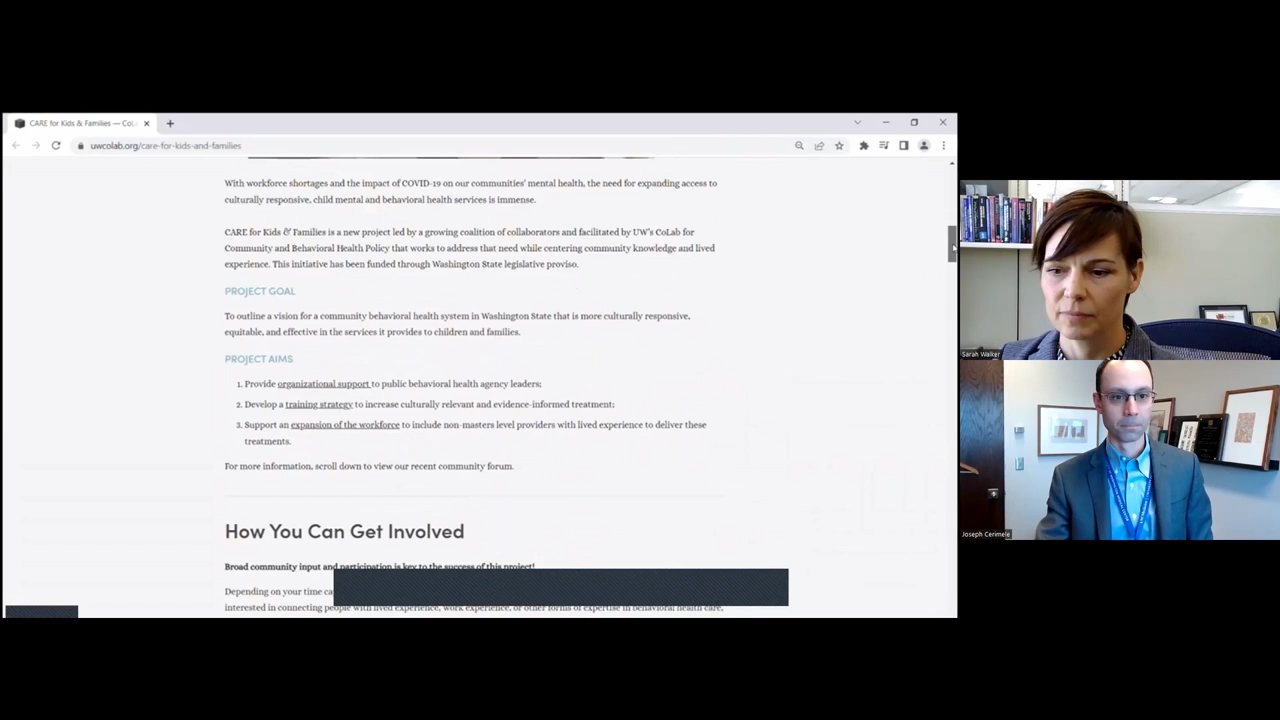 CARE for Kids & Families — CoL
uwcolab.org/care-for-kids-and-families
With workforce shortages and the impact of COVID-19 on our communities' mental health, the need for expanding access to
culturally responsive, child mental and behavioral health services is immense.
CARE for Kids & Families is a new project led by a growing coalition of collaborators and facilitated by UW's CoLab for
Community and Behavioral Health Policy that works to address that need while centering community knowledge and lived
experience. This initiative has been funded through Washington State legislative proviso.
PROJECT GOAL
To outline a vision for a community behavioral health system in Washington State that is more culturally responsive,
equitable, and effective in the services it provides to children and families.
PROJECT AIMS
1. Provide organizational support to public behavioral health agency leaders;
2. Develop a training strategy to increase culturally relevant and evidence-informed treatment;
3. Support an expansion of the workforce to include non-masters level providers with lived experience to deliver these
treatments.
For more information, scroll down to view our recent community forum.
How You Can Get Involved
Broad community input and participation is key to the success of this project!
Depending on your time ca
interested in connecting people with lived experience, work experience, or other forms of expertise in behavioral health care,
Sarah Walker
Joseph Cerimele